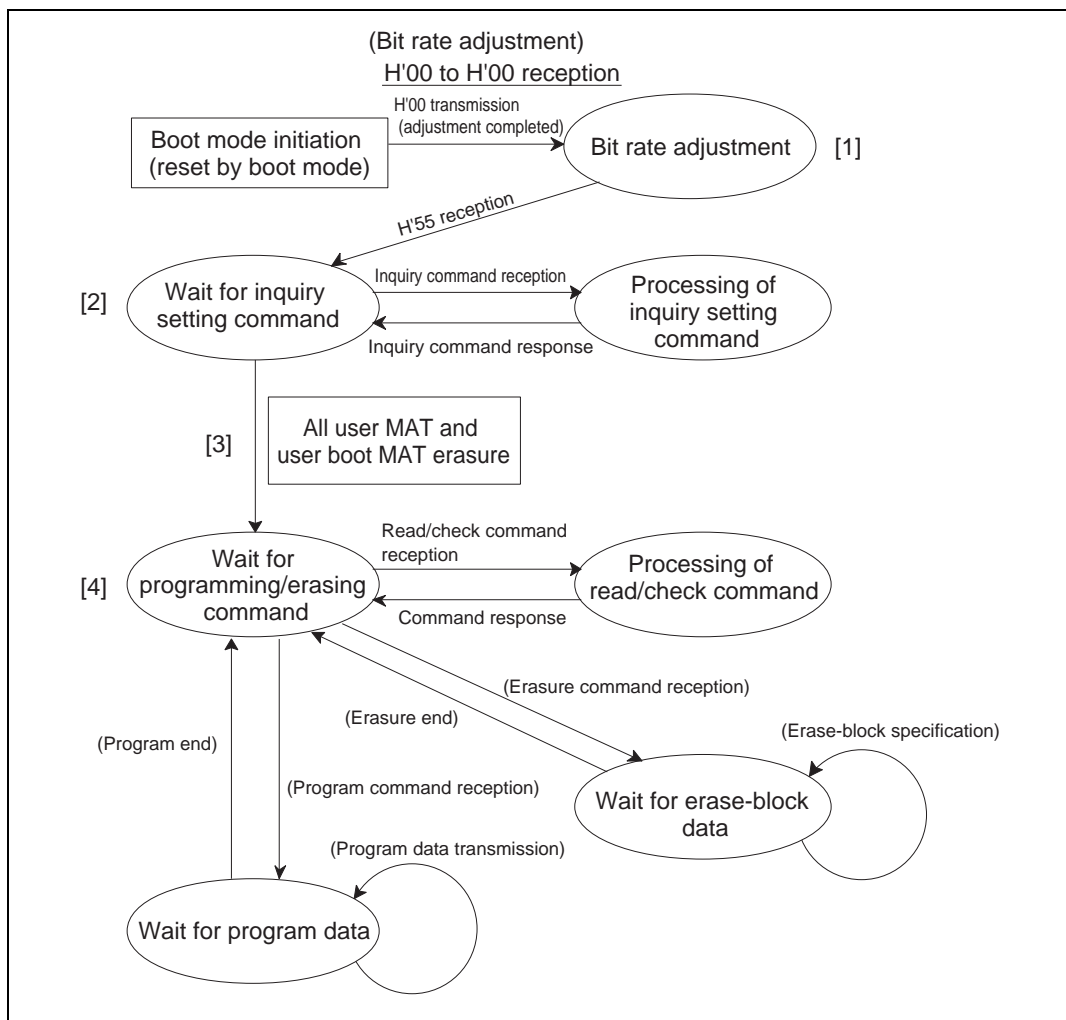 (Bit rate adjustment)
H'00 to H'00 reception
H'00 transmission
(adjustment completed)
Boot mode initiation
(reset by boot mode)
Bit rate adjustment
[1]
H'55 reception
[2]
Wait for inquiry
setting command
Inquiry command reception
Processing of
inquiry setting
command
Inquiry command response
[3]
All user MAT and
user boot MAT erasure
[4]
Wait for
programming/erasing
command
Read/check command
reception
Processing of
read/check command
Command response
(Erasure command reception)
(Erasure end)
(Program end)
(Program command reception)
(Erase-block specification)
Wait for erase-block
data
(Program data transmission)
Wait for program data